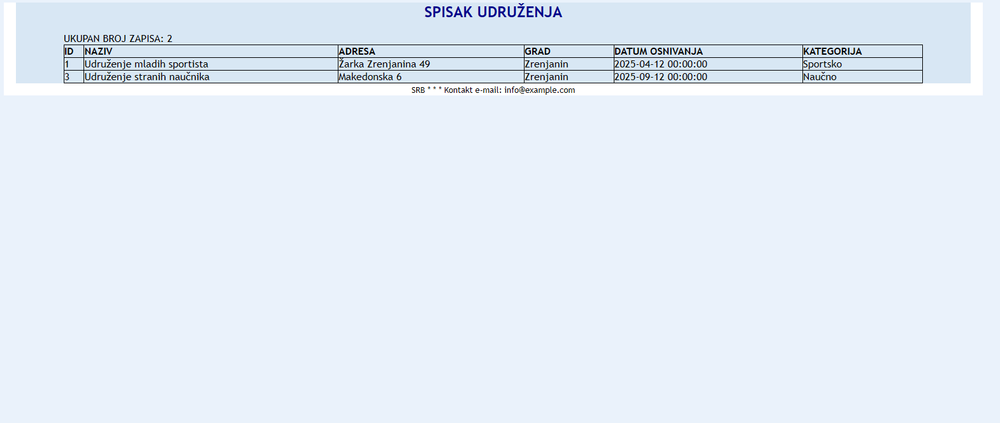 SPISAK UDRUŽENJA
UKUPAN BROJ ZAPISA: 2
ID NAZIV ADRESA GRAD DATUM OSNIVANJA KATEGORIJA
1 Udruženje mladih sportista Žarka Zrenjanina 49 Zrenjanin 2025-04-12 00:00:00 Sportsko
3 Udruženje stranih naučnika Makedonska 6 Zrenjanin 2025-09-12 00:00:00 Naučno
SRB * * * Kontakt e-mail: info@example.com